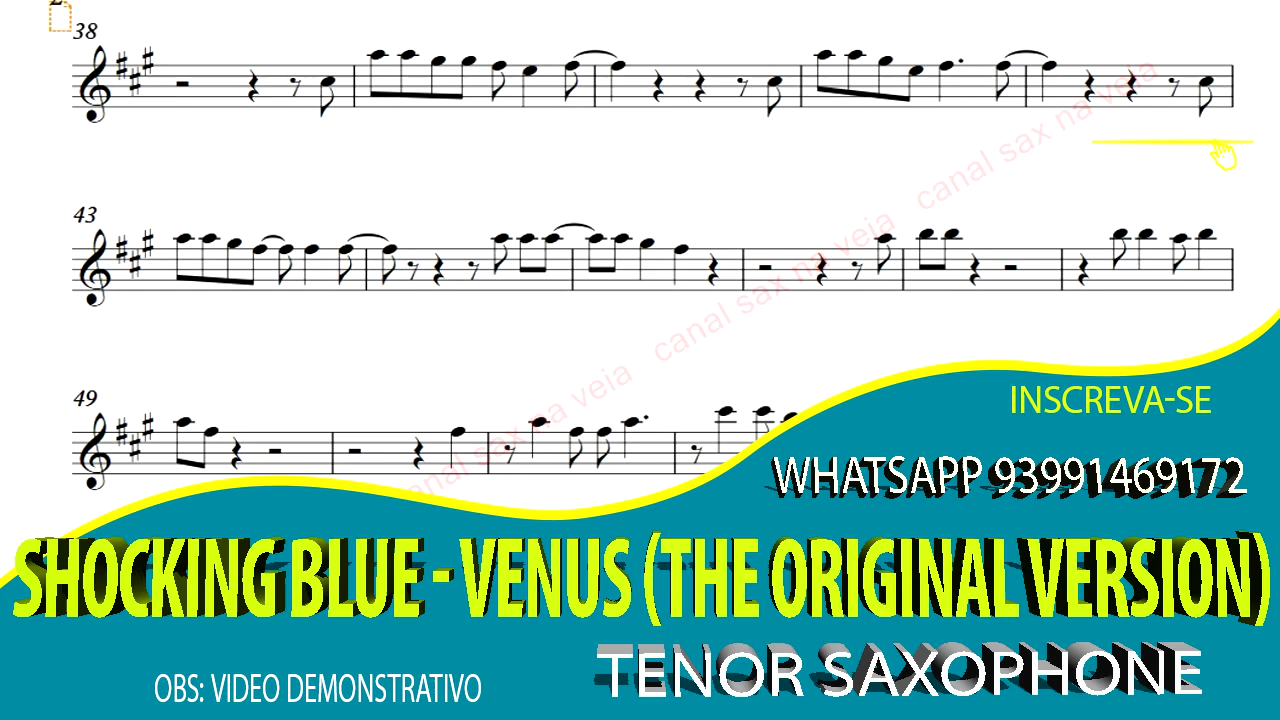 38
canal sax na veia
43
canal sax na veia
49
canal sax na veia
INSCREVA-SE
WHATSAPP 93991469172
SHOCKING BLUE - VENUS (THE ORIGINAL VERSION)
TENOR SAXOPHONE
OBS: VIDEO DEMONSTRATIVO